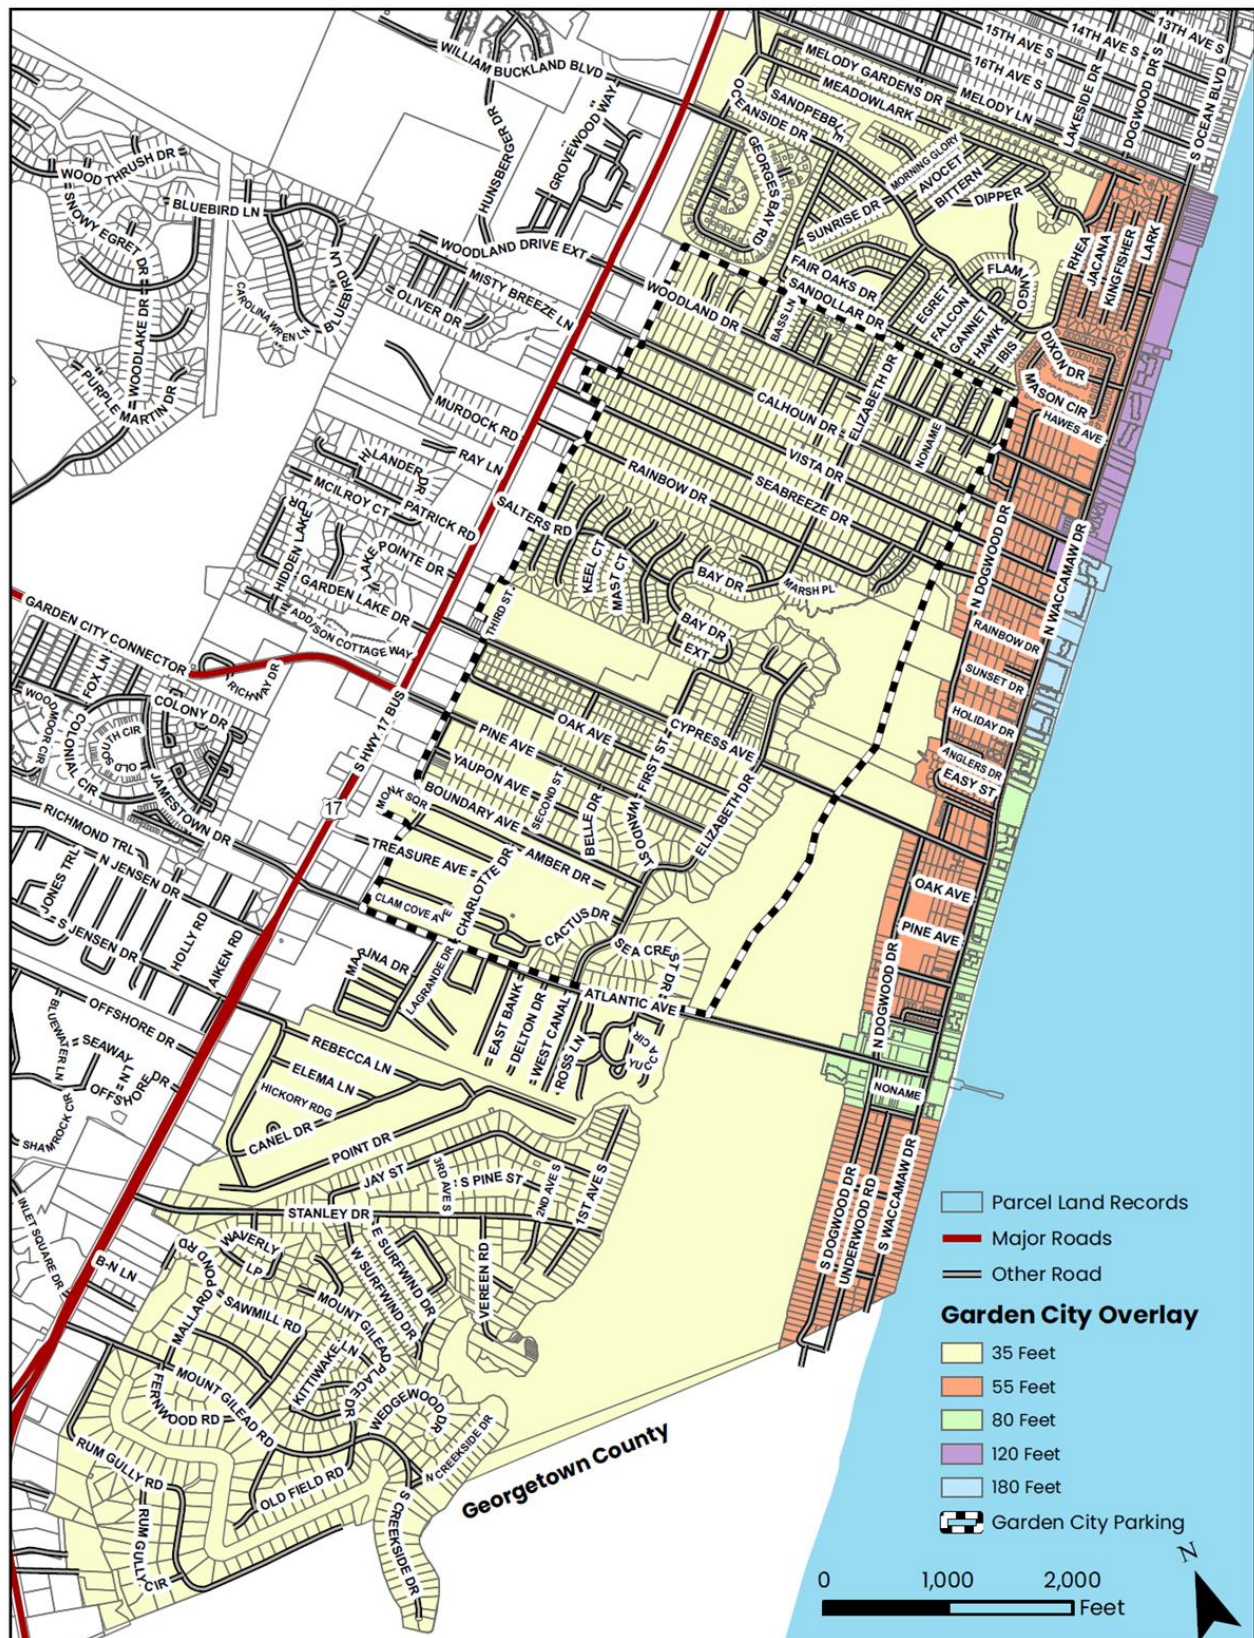 13TH AVE S
14TH AVE S
15TH AVE S
16TH AVE S
WILLIAM BUCKLAND BLVD
MELODY GARDENS DR
MEADOWLARK
MELODY LN
LAKESIDE DR
DOGWOOD DR S
S OCEAN BLVD
OCEANSIDE DR
GROVEWOOD WAY
HUNSBERGER DR
GEORGES BAY RD
MORNING GLORY
AVOCET
BITTERN
DIPPER
SUNRISE DR
WOOD THRUSH DR
SNOWY EGRET DR
BLUEBIRD LN
BLUEBIRD LN
CAROLINA WREN LN
WOODLAKE DR
PURPLE MARTIN DR
WOODLAND DRIVE EXT
MISTY BREEZE LN
OLIVER DR
WOODLAND DR
FAIR OAKS DR
SANDOLLAR DR
BASS LN
RHEA
JACANA
KINGFISHER
LARK
FLAMINGO
EGRET
FALCON
GANNET
HAWK
IBIS
DIXON DR
MASON CIR
HAWES AVE
ELIZABETH DR
CALHOUN DR
NONAME
VISTA DR
SEABREEZE DR
RAINBOW DR
MURDOCK RD
RAY LN
HILANDER DR
MCILROY CT
PATRICK RD
SALTERS RD
HIDDEN LAKE DR
LAKE POINTE DR
GARDEN LAKE DR
ADDISON COTTAGE WAY
KEEL CT
MAST CT
BAY DR
MARSH PL
BAY DR EXT
THIRD ST
N DOGWOOD DR
N WACCAMAW DR
RAINBOW DR
SUNSET DR
HOLIDAY DR
ANGLERS DR
EASY ST
GARDEN CITY CONNECTOR
RICHWAY DR
FOX LN
COLONY DR
COLONIAL CIR
OLD SOUTH CIR
JAMESTOWN DR
S HWY 17 BUS
17
OAK AVE
CYPRESS AVE
PINE AVE
YAUPON AVE
FIRST ST
SECOND ST
BELLE DR
WANDO ST
ELIZABETH DR
MONK SQR
BOUNDARY AVE
AMBER DR
TREASURE AVE
CHARLOTTE DR
CLAM COVE AVE
CACTUS DR
SEA CREST DR
OAK AVE
PINE AVE
N DOGWOOD DR
RICHMOND TRL
N JENSEN DR
JONES TRL
S JENSEN DR
HOLLY RD
AIKEN RD
MARINA DR
LAGRANDE DR
EAST BANK
DELTON DR
WEST CANAL
ROSS LN
YUCCA CIR
ATLANTIC AVE
OFFSHORE DR
BLUEWATER LN
SEAWAY LN
OFFSHORE DR
SHAMROCK CIR
REBECCA LN
ELEMA LN
HICKORY RDG
CANEL DR
POINT DR
JAY ST
3RD AVE S
S PINE ST
2ND AVE S
1ST AVE S
STANLEY DR
NONAME
S DOGWOOD DR
UNDERWOOD RD
S WACCAMAW DR
INLET SQUARE DR
B-N LN
WAVERLY LP
MALLARD POND RD
E SURFWIND DR
W SURFWIND DR
VEREEN RD
SAWMILL RD
MOUNT GILEAD PLACE DR
KITTIWAKE LN
MOUNT GILEAD RD
FERNWOOD RD
WEDGEWOOD DR
N CREEKSIDE DR
S CREEKSIDE DR
OLD FIELD RD
RUM GULLY RD
RUM GULLY CIR
Georgetown County
Parcel Land Records
Major Roads
Other Road
Garden City Overlay
35 Feet
55 Feet
80 Feet
120 Feet
180 Feet
Garden City Parking
0 1,000 2,000
Feet
N